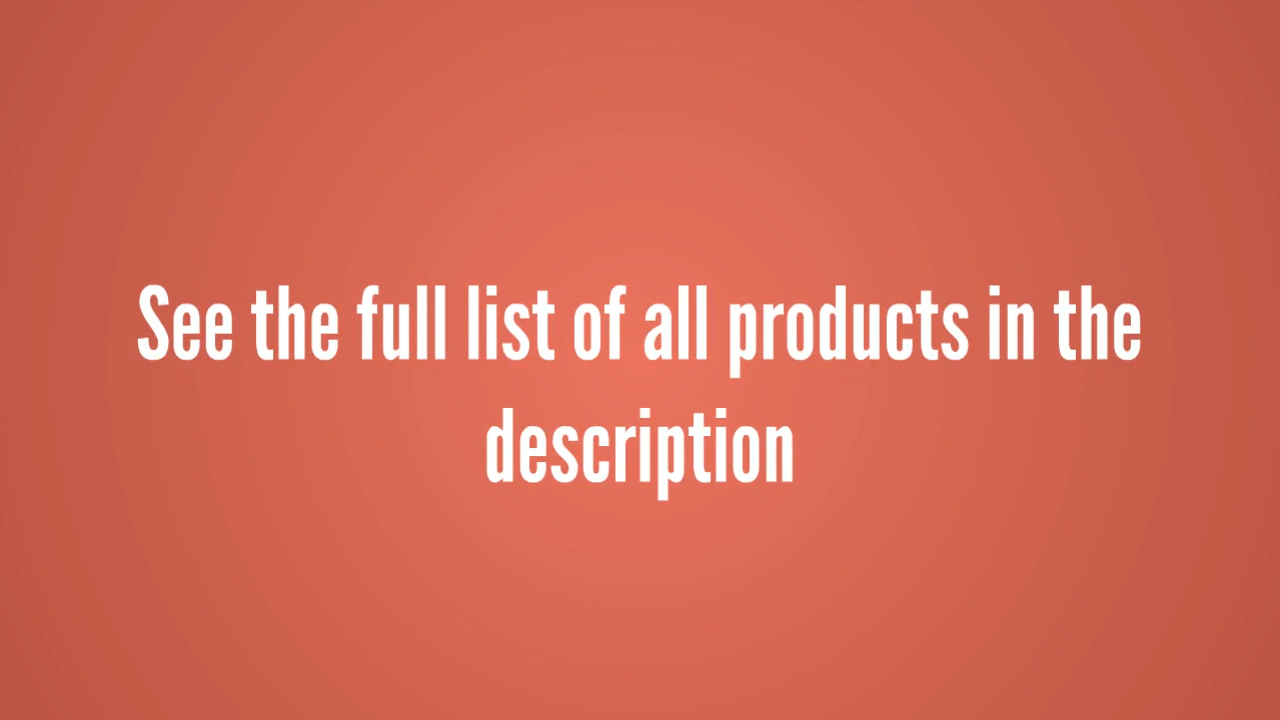 See the full list of all products in the
description